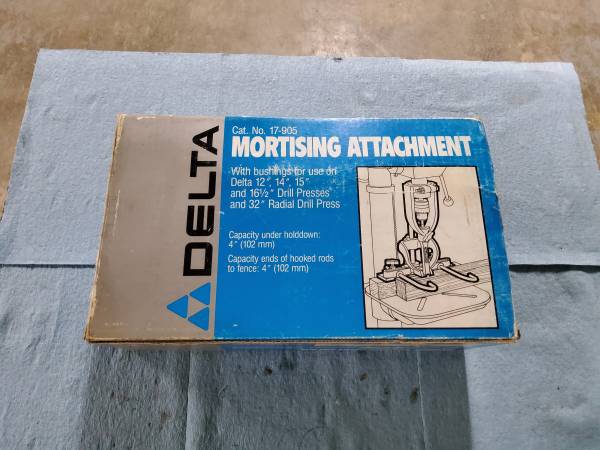 DELTA
Cat. No. 17-905
MORTISING ATTACHMENT
With bushings for use on
Delta 12", 14", 15"
and 16½" Drill Presses
and 32" Radial Drill Press
Capacity under holddown:
4" (102 mm)
Capacity ends of hooked rods
to fence: 4" (102 mm)